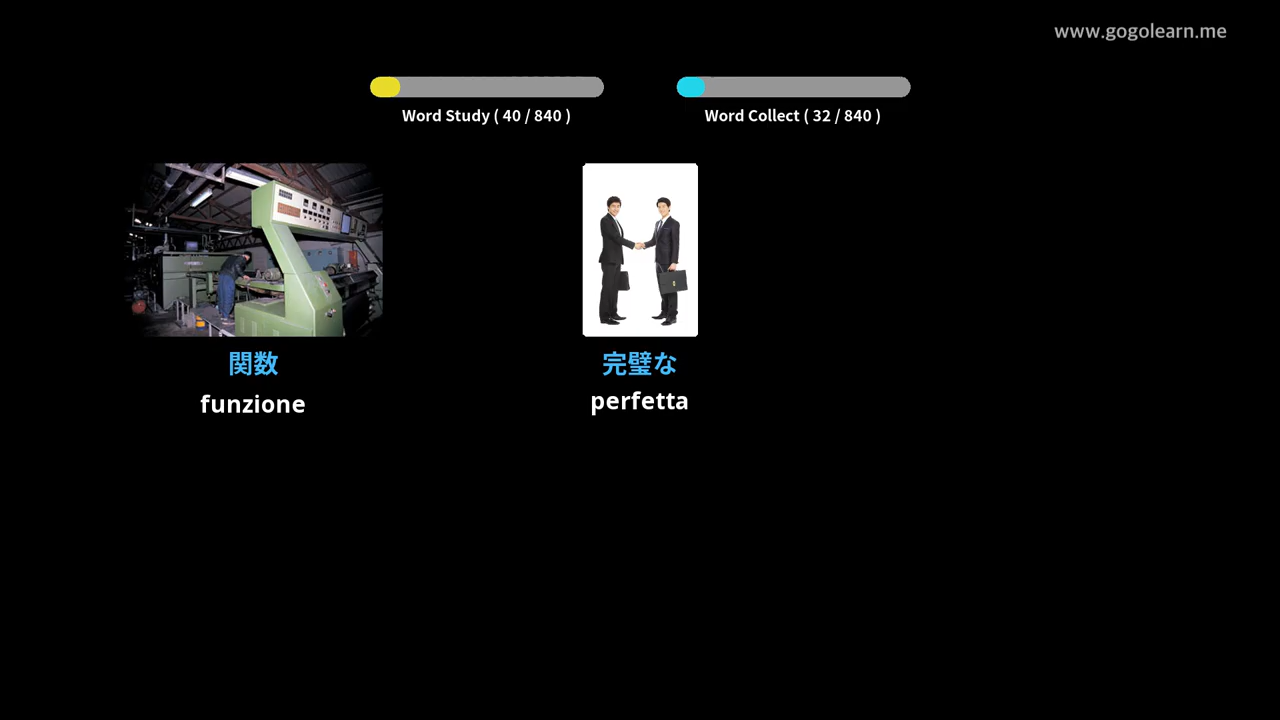 www.gogolearn.me
Word Study ( 40 / 840 )
Word Collect ( 32 / 840 )
関数
funzione
完璧な
perfetta